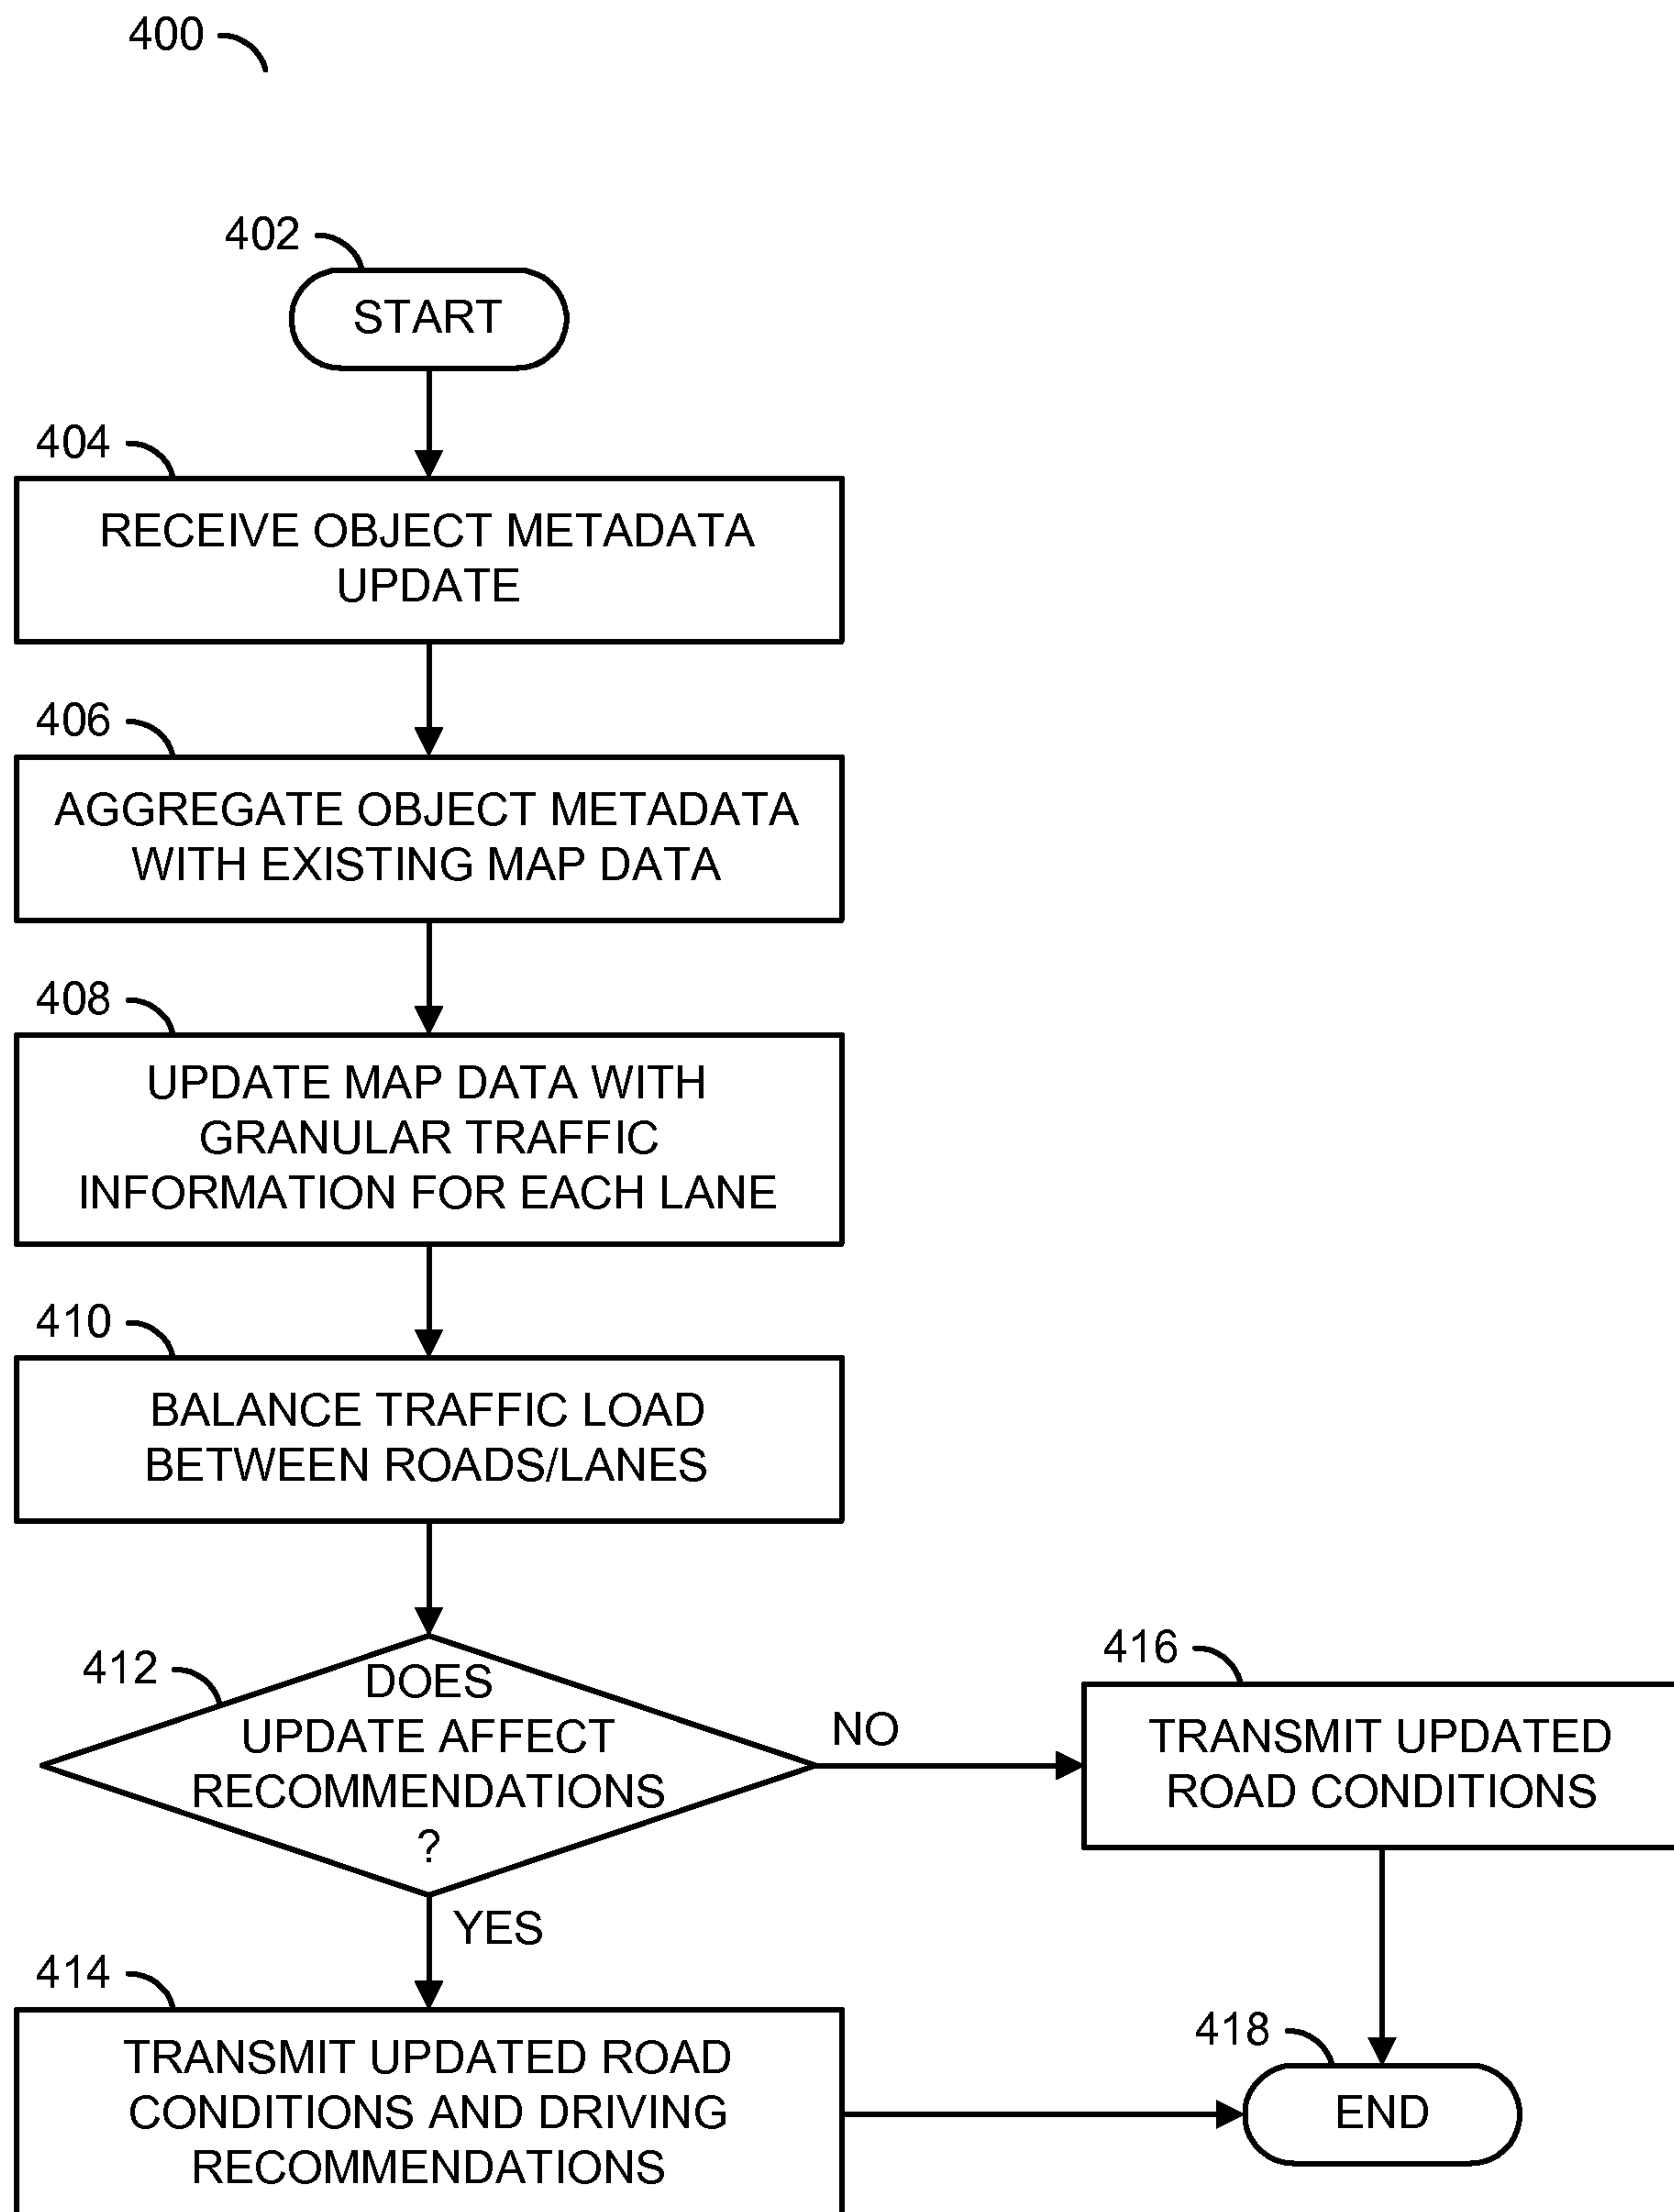 400
402
START
404
RECEIVE OBJECT METADATA
UPDATE
406
AGGREGATE OBJECT METADATA
WITH EXISTING MAP DATA
408
UPDATE MAP DATA WITH
GRANULAR TRAFFIC
INFORMATION FOR EACH LANE
410
BALANCE TRAFFIC LOAD
BETWEEN ROADS/LANES
412
DOES
UPDATE AFFECT
RECOMMENDATIONS
?
NO
416
TRANSMIT UPDATED
ROAD CONDITIONS
YES
414
TRANSMIT UPDATED ROAD
CONDITIONS AND DRIVING
RECOMMENDATIONS
418
END